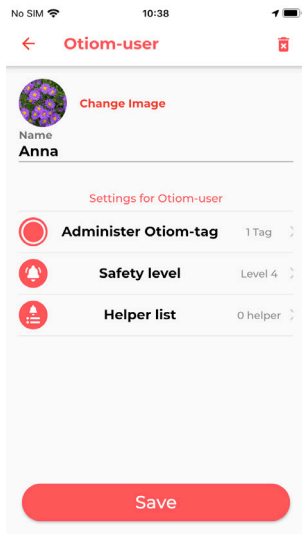 No SIM 10:38
Otiom-user
Change Image
Name
Anna
Settings for Otiom-user
Administer Otiom-tag 1 Tag
Safety level Level 4
Helper list 0 helper
Save